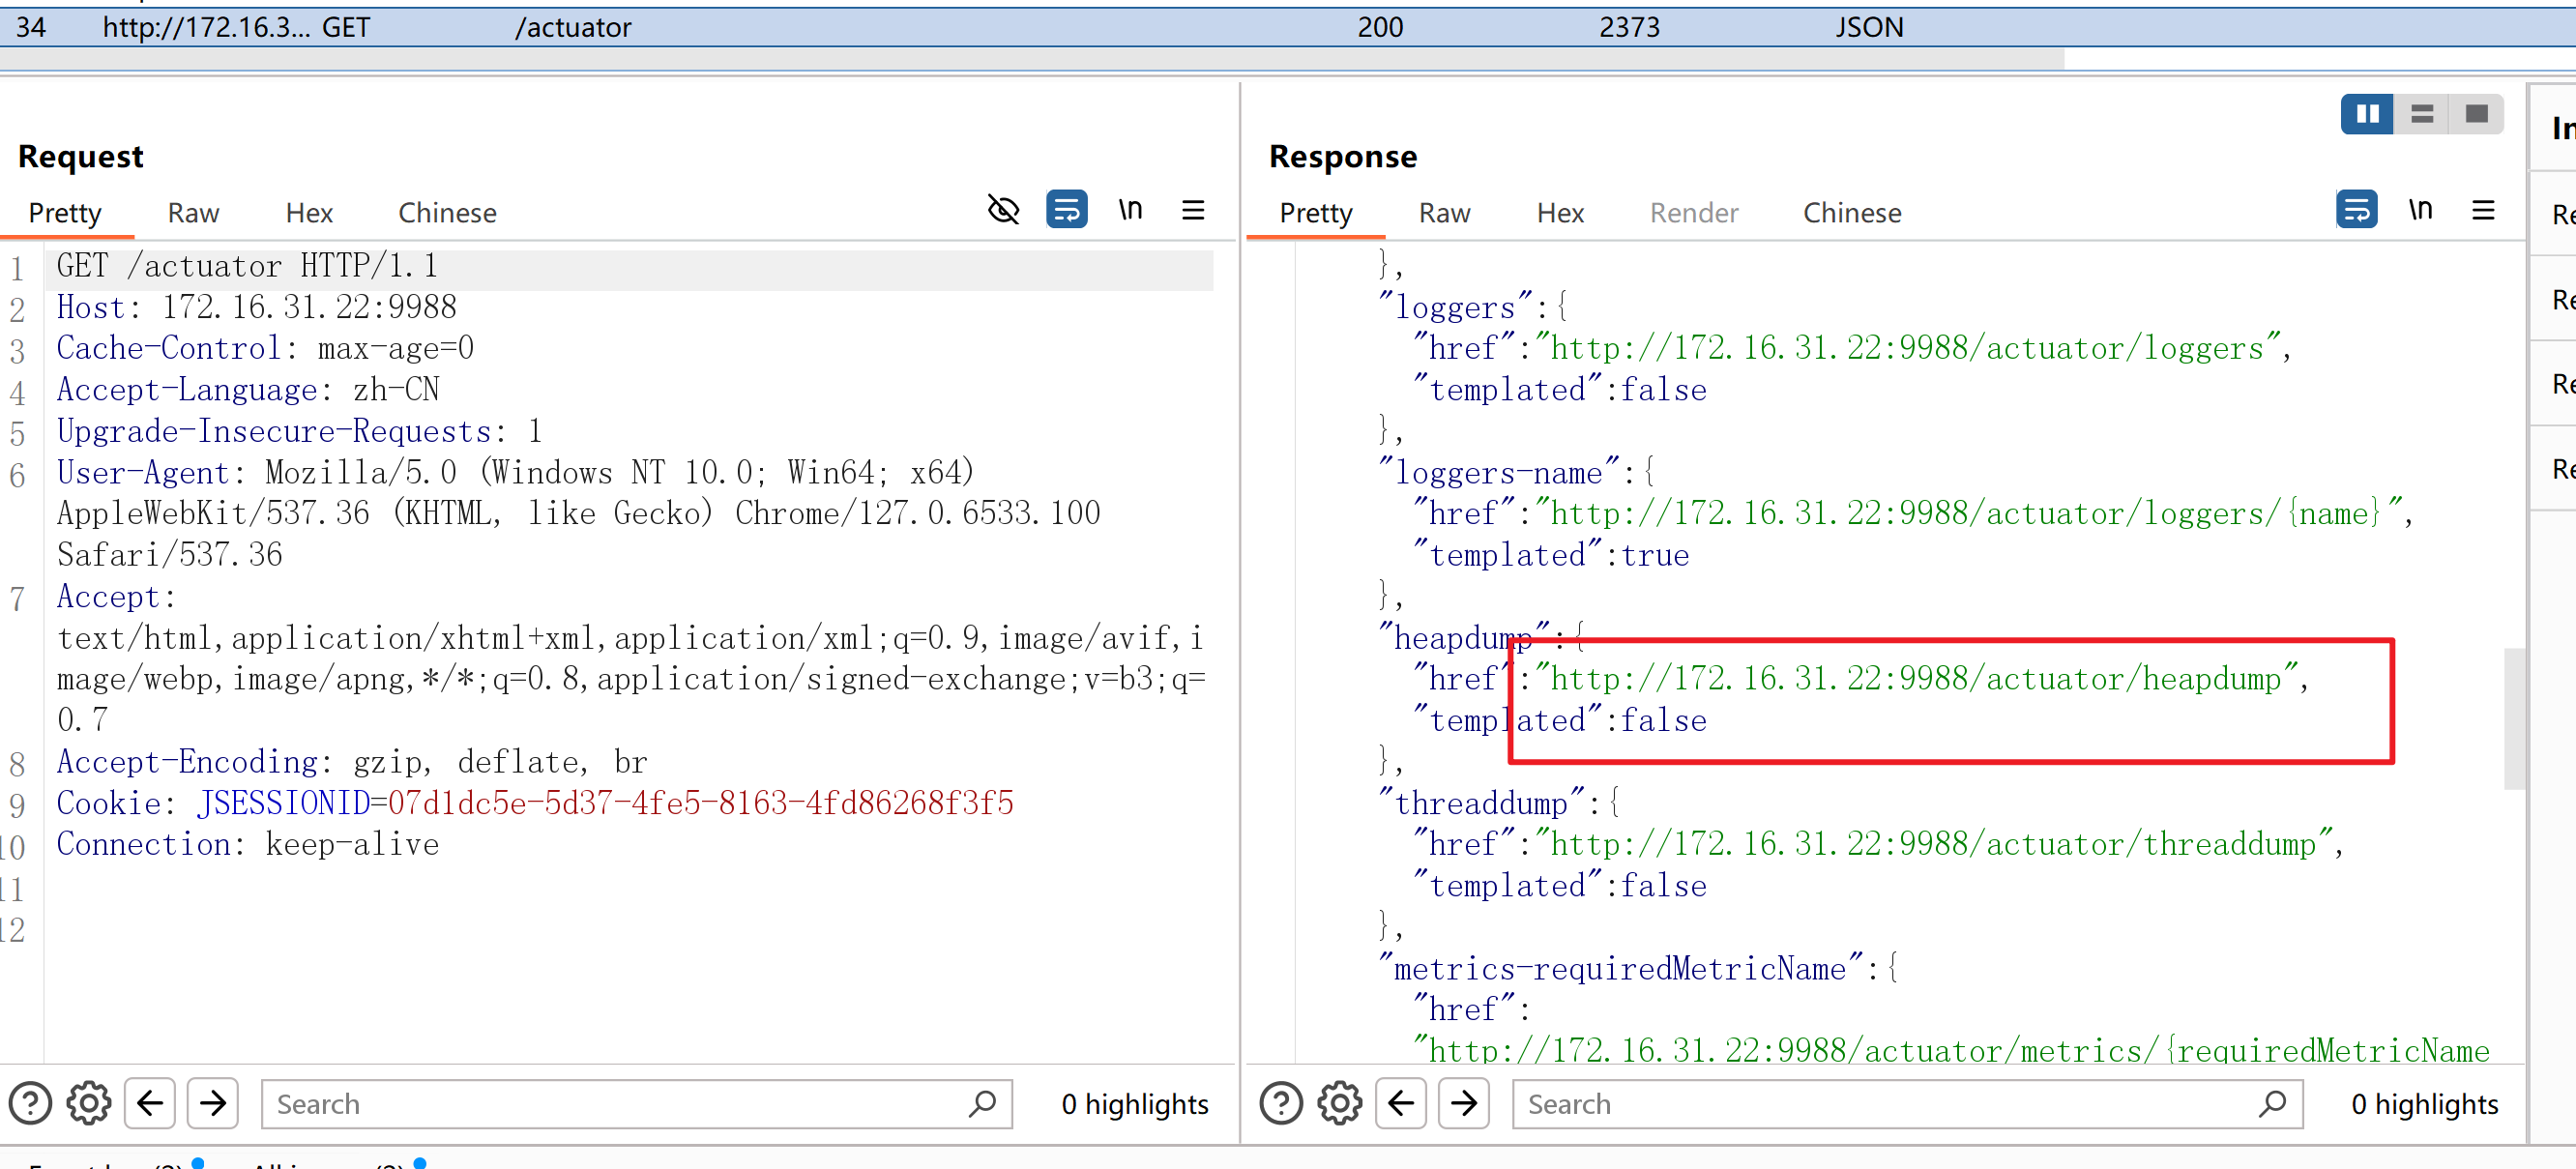 34 http://172.16.3... GET /actuator 200 2373 JSON
Request
Pretty Raw Hex Chinese
\n
1 GET /actuator HTTP/1.1
2 Host: 172.16.31.22:9988
3 Cache-Control: max-age=0
4 Accept-Language: zh-CN
5 Upgrade-Insecure-Requests: 1
6 User-Agent: Mozilla/5.0 (Windows NT 10.0; Win64; x64)
AppleWebKit/537.36 (KHTML, like Gecko) Chrome/127.0.6533.100
Safari/537.36
7 Accept:
text/html,application/xhtml+xml,application/xml;q=0.9,image/avif,i
mage/webp,image/apng,*/*;q=0.8,application/signed-exchange;v=b3;q=
0.7
8 Accept-Encoding: gzip, deflate, br
9 Cookie: JSESSIONID=07d1dc5e-5d37-4fe5-8163-4fd86268f3f5
10 Connection: keep-alive
11
12
Search
0 highlights
Response
Pretty Raw Hex Render Chinese
\n
},
"loggers":{
"href":"http://172.16.31.22:9988/actuator/loggers",
"templated":false
},
"loggers-name":{
"href":"http://172.16.31.22:9988/actuator/loggers/{name}",
"templated":true
},
"heapdump":{
"href":"http://172.16.31.22:9988/actuator/heapdump",
"templated":false
},
"threaddump":{
"href":"http://172.16.31.22:9988/actuator/threaddump",
"templated":false
},
"metrics-requiredMetricName":{
"href":
"http://172.16.31.22:9988/actuator/metrics/{requiredMetricName
Search
0 highlights
In
Re
Re
Re
Re